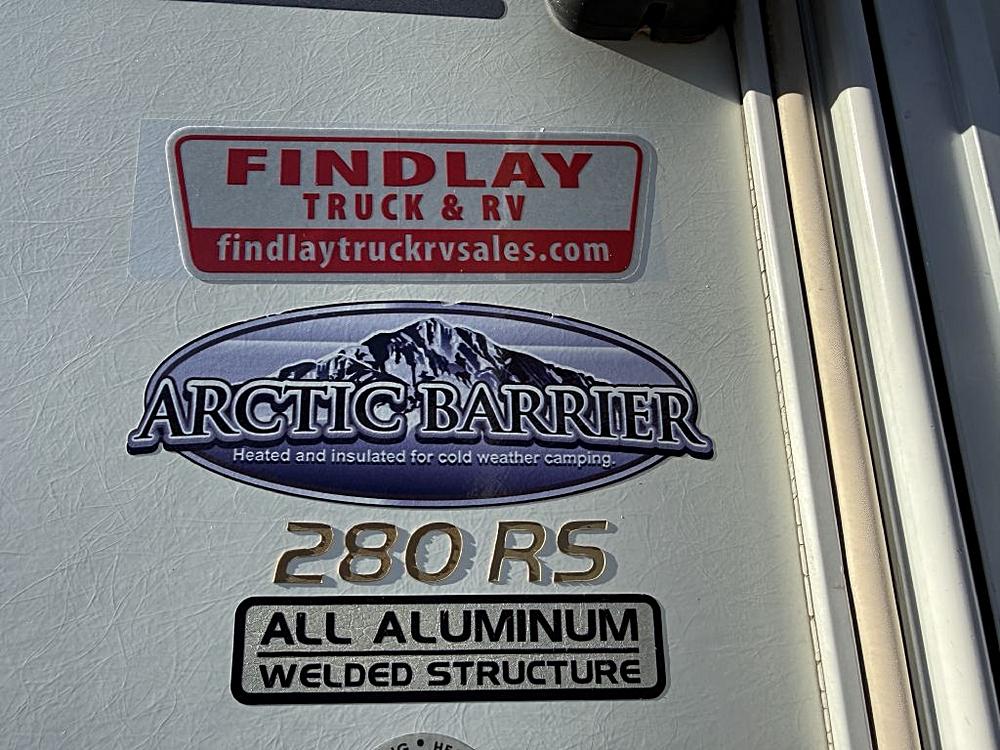 FINDLAY
TRUCK & RV
findlaytruckrvsales.com
ARCTIC BARRIER
Heated and insulated for cold weather camping.
280 RS
ALL ALUMINUM
WELDED STRUCTURE